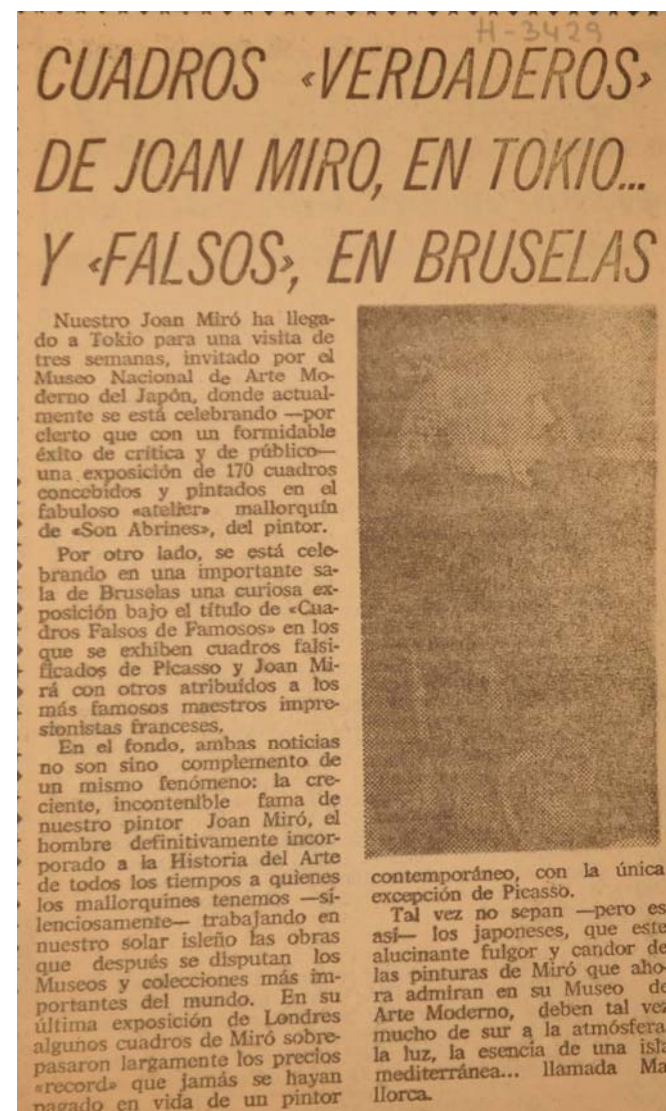 H-3429
CUADROS «VERDADEROS»
DE JOAN MIRO, EN TOKIO...
Y «FALSOS», EN BRUSELAS
Nuestro Joan Miró ha llega-
do a Tokio para una visita de
tres semanas, invitado por el
Museo Nacional de Arte Mo-
derno del Japón, donde actual-
mente se está celebrando —por
cierto que con un formidable
éxito de crítica y de público—
una exposición de 170 cuadros
concebidos y pintados en el
fabuloso «atelier» mallorquín
de «Son Abrines», del pintor.
Por otro lado, se está cele-
brando en una importante sa-
la de Bruselas una curiosa ex-
posición bajo el título de «Cua-
dros Falsos de Famosos» en los
que se exhiben cuadros falsi-
ficados de Picasso y Joan Mi-
rá con otros atribuídos a los
más famosos maestros impre-
sionistas franceses.
En el fondo, ambas noticias
no son sino complemento de
un mismo fenómeno: la cre-
ciente, incontenible fama de
nuestro pintor Joan Miró, el
hombre definitivamente incor-
porado a la Historia del Arte
de todos los tiempos a quienes
los mallorquines tenemos —si-
lenciosamente— trabajando en
nuestro solar isleño las obras
que después se disputan los
Museos y colecciones más im-
portantes del mundo. En su
última exposición de Londres
algunos cuadros de Miró sobre-
pasaron largamente los precios
«record» que jamás se hayan
pagado en vida de un pintor
contemporáneo, con la única
excepción de Picasso.
Tal vez no sepan —pero es
así— los japoneses, que este
alucinante fulgor y candor de
las pinturas de Miró que aho-
ra admiran en su Museo de
Arte Moderno, deben tal vez
mucho de sur a la atmósfera,
la luz, la esencia de una isla
mediterránea... llamada Ma
llorca.